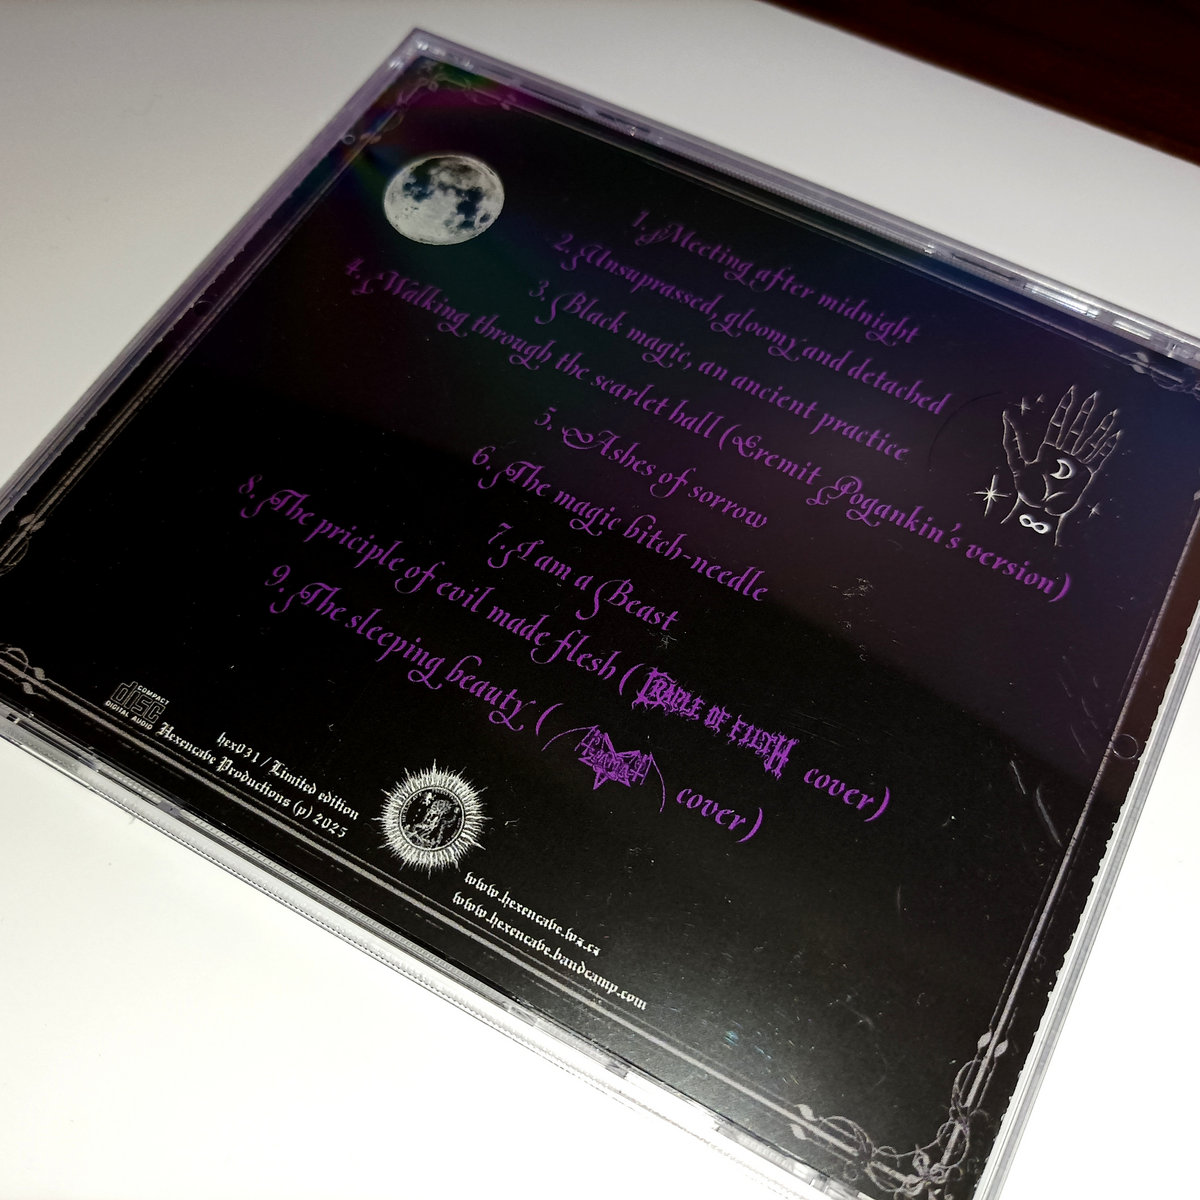 1. Meeting after midnight
2. Unsuprassed, gloomy and detached
3. Black magic, an ancient practice
4. Walking through the scarlet hall (Eremit Pogankin's version)
5. Ashes of sorrow
6. The magic bitch-needle
7. I am a Beast
8. The priciple of evil made flesh (CRADLE OF FILTH cover)
9. The sleeping beauty ( cover)
COMPACT
disc
DIGITAL AUDIO
hex031 / Limited edition
Hexencave Productions (p) 2025
www.hexencave.wz.cz
www.hexencave.bandcamp.com